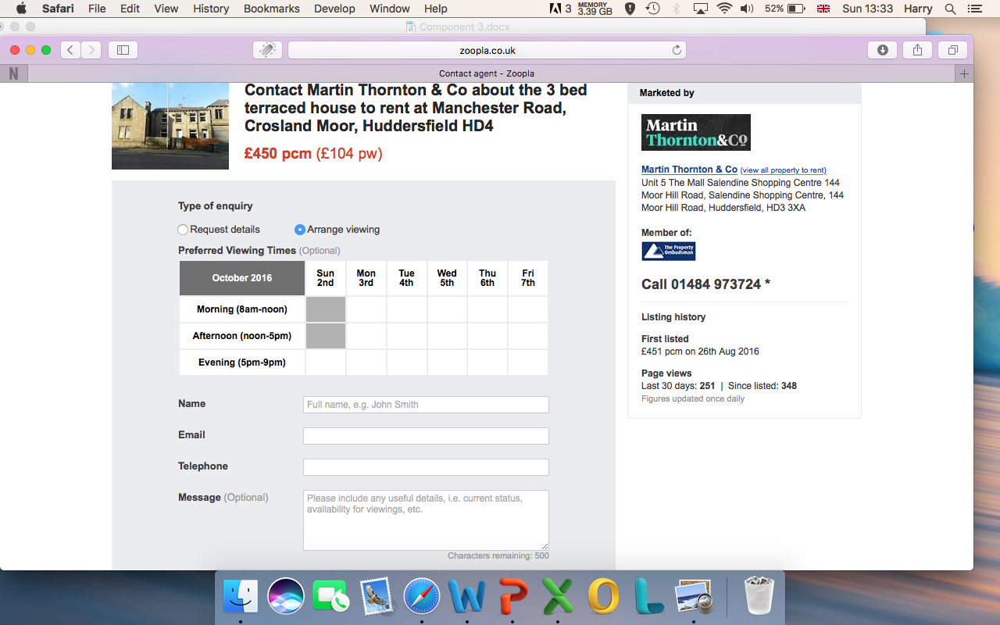 Safari File Edit View History Bookmarks Develop Window Help 3 MEMORY 3.39 GB 52% Sun 13:33 Harry
Component 3.docx
zoopla.co.uk
N Contact agent - Zoopla
Contact Martin Thornton & Co about the 3 bed
terraced house to rent at Manchester Road,
Crosland Moor, Huddersfield HD4
£450 pcm (£104 pw)
Type of enquiry
Request details Arrange viewing
Preferred Viewing Times (Optional)
October 2016 Sun 2nd Mon 3rd Tue 4th Wed 5th Thu 6th Fri 7th
Morning (8am-noon)
Afternoon (noon-5pm)
Evening (5pm-9pm)
Name Full name, e.g. John Smith
Email
Telephone
Message (Optional) Please include any useful details, i.e. current status,
availability for viewings, etc.
Characters remaining: 500
Marketed by
Martin
Thornton&Co
Martin Thornton & Co (view all property to rent)
Unit 5 The Mall Salendine Shopping Centre 144
Moor Hill Road, Salendine Shopping Centre, 144
Moor Hill Road, Huddersfield, HD3 3XA
Member of:
The Property
Ombudsman
Call 01484 973724 *
Listing history
First listed
£451 pcm on 26th Aug 2016
Page views
Last 30 days: 251 | Since listed: 348
Figures updated once daily